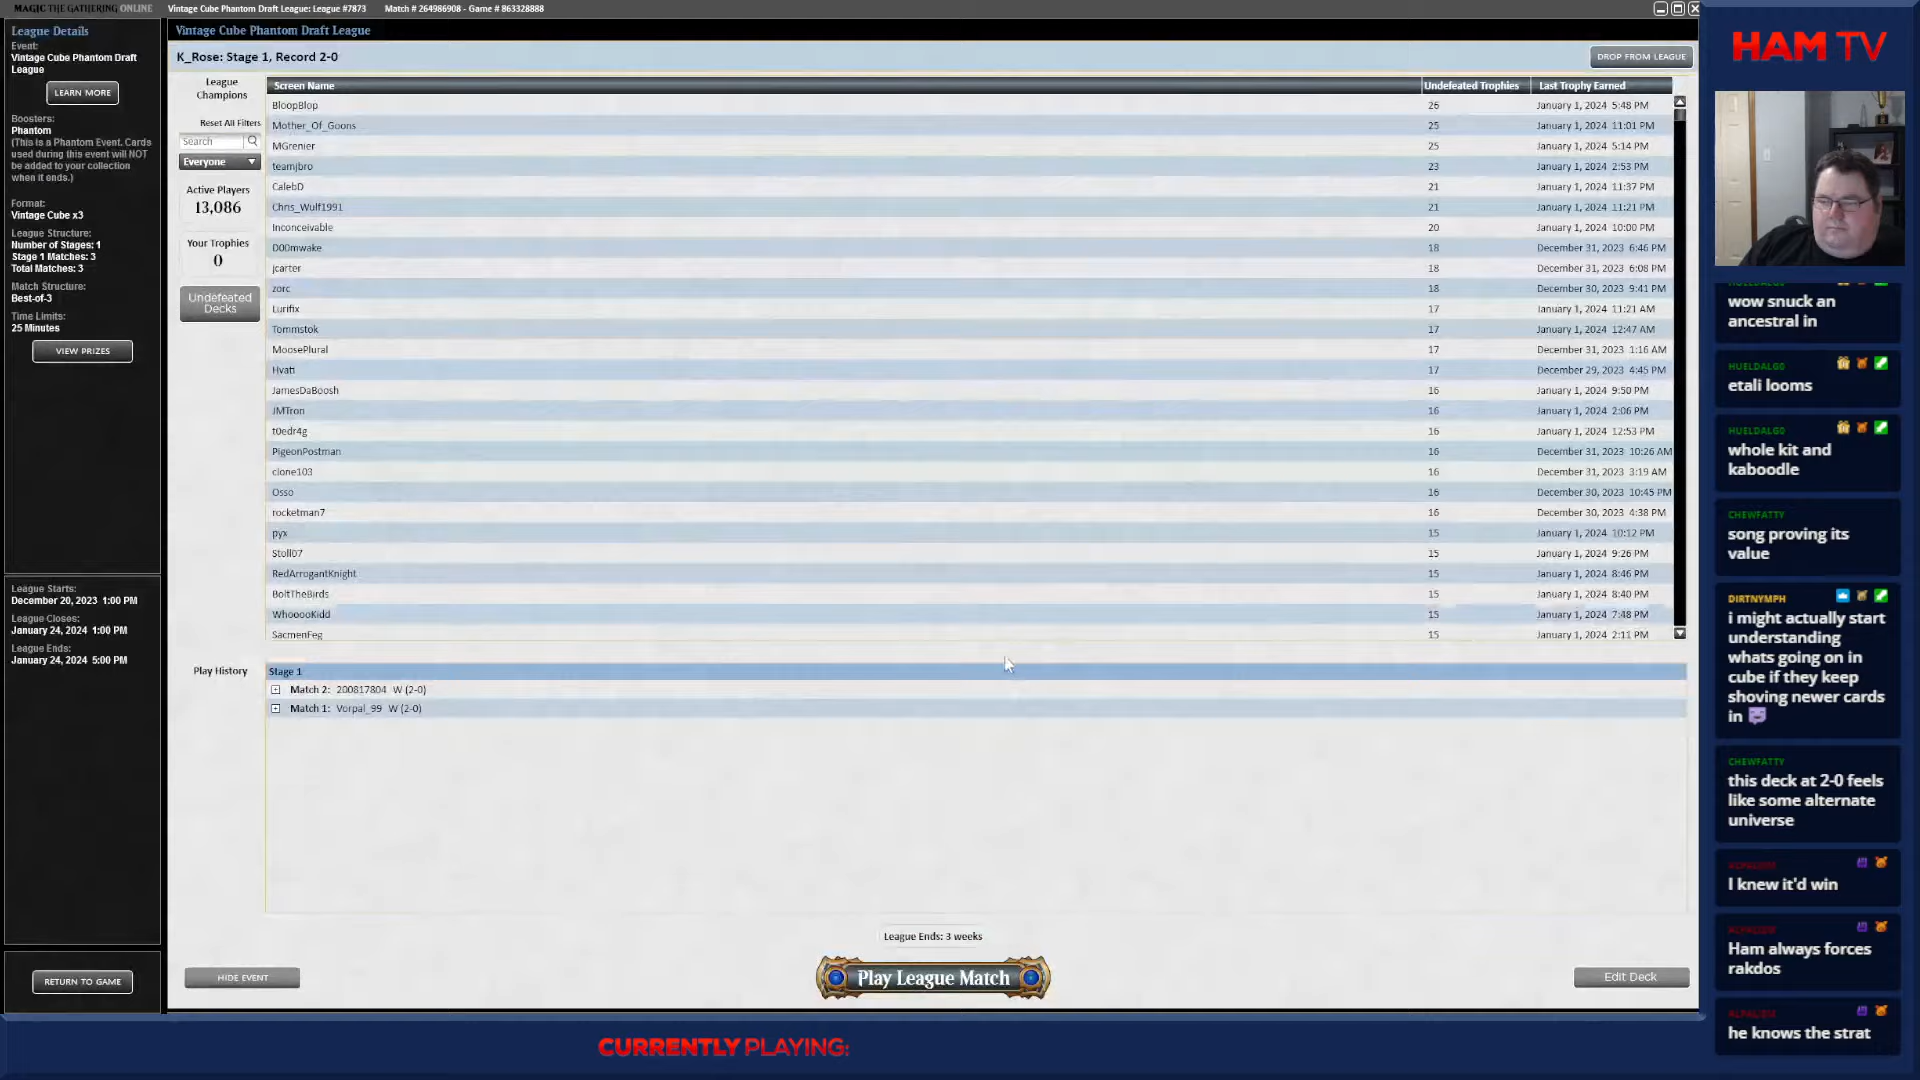 MAGIC THE GATHERING ONLINE
Vintage Cube Phantom Draft League: League #7873 Match # 264986908 - Game # 863328888
League Details
Event:
Vintage Cube Phantom Draft
League
LEARN MORE
Boosters:
Phantom
(This is a Phantom Event. Cards
used during this event will NOT
be added to your collection
when it ends.)
Format:
Vintage Cube x3
League Structure:
Number of Stages: 1
Stage 1 Matches: 3
Total Matches: 3
Match Structure:
Best-of-3
Time Limits:
25 Minutes
VIEW PRIZES
League Starts:
December 20, 2023 1:00 PM
League Closes:
January 24, 2024 1:00 PM
League Ends:
January 24, 2024 5:00 PM
RETURN TO GAME
Vintage Cube Phantom Draft League
K_Rose: Stage 1, Record 2-0
DROP FROM LEAGUE
League
Champions
Reset All Filters
Search
Everyone
Active Players
13,086
Your Trophies
0
Undefeated
Decks
Screen Name Undefeated Trophies Last Trophy Earned
BloopBlop 26 January 1, 2024 5:48 PM
Mother_Of_Goons 25 January 1, 2024 11:01 PM
MGrenier 25 January 1, 2024 5:14 PM
teamjbro 23 January 1, 2024 2:53 PM
CalebD 21 January 1, 2024 11:37 PM
Chris_Wulf1991 21 January 1, 2024 11:21 PM
Inconceivable 20 January 1, 2024 10:00 PM
D00mwake 18 December 31, 2023 6:46 PM
jcarter 18 December 31, 2023 6:08 PM
zorc 18 December 30, 2023 9:41 PM
Lurifix 17 January 1, 2024 11:21 AM
Tommstok 17 January 1, 2024 12:47 AM
MoosePlural 17 December 31, 2023 1:16 AM
Hvati 17 December 29, 2023 4:45 PM
JamesDaBoosh 16 January 1, 2024 9:50 PM
JMTron 16 January 1, 2024 2:06 PM
t0edr4g 16 January 1, 2024 12:53 PM
PigeonPostman 16 December 31, 2023 10:26 AM
clone103 16 December 31, 2023 3:19 AM
Osso 16 December 30, 2023 10:45 PM
rocketman7 16 December 30, 2023 4:38 PM
pyx 15 January 1, 2024 10:12 PM
Stoll07 15 January 1, 2024 9:26 PM
RedArrogantKnight 15 January 1, 2024 8:46 PM
BoltTheBirds 15 January 1, 2024 8:40 PM
WhooooKidd 15 January 1, 2024 7:48 PM
SacmenFeg 15 January 1, 2024 2:11 PM
Play History
Stage 1
Match 2: 200817804 W (2-0)
Match 1: Vorpal_99 W (2-0)
League Ends: 3 weeks
HIDE EVENT
Play League Match
Edit Deck
CURRENTLY PLAYING:
HAM TV
wow snuck an
ancestral in
HUELDALG0
etali looms
HUELDALG0
whole kit and
kaboodle
CHEWFATTY
song proving its
value
DIRTNYMPH
i might actually start
understanding
whats going on in
cube if they keep
shoving newer cards
in
CHEWFATTY
this deck at 2-0 feels
like some alternate
universe
I knew it'd win
Ham always forces
rakdos
he knows the strat